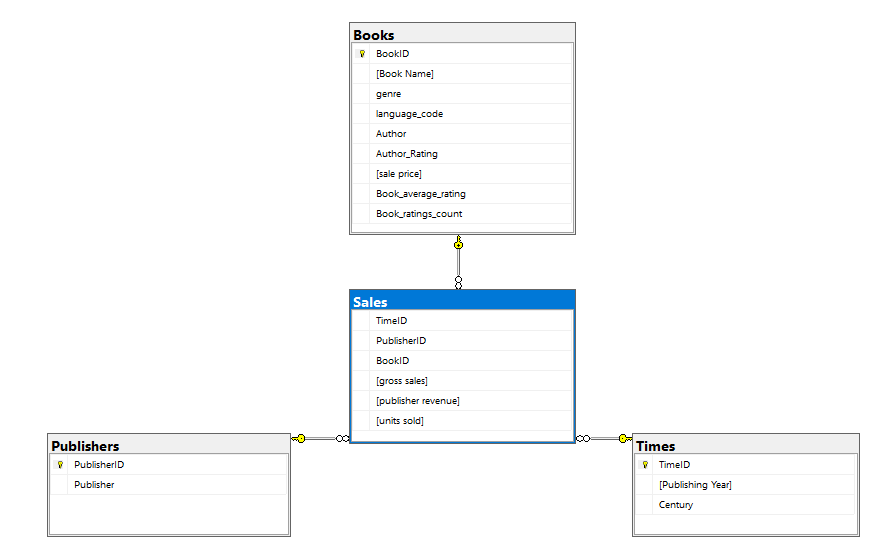 Books
BookID
[Book Name]
genre
language_code
Author
Author_Rating
[sale price]
Book_average_rating
Book_ratings_count
Sales
TimeID
PublisherID
BookID
[gross sales]
[publisher revenue]
[units sold]
Publishers
PublisherID
Publisher
Times
TimeID
[Publishing Year]
Century